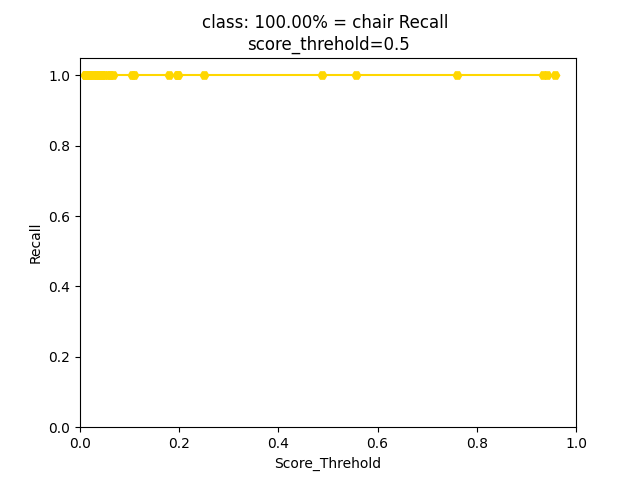 class: 100.00% = chair Recall
score_threhold=0.5
1.0
0.8
0.6
0.4
0.2
0.0
Recall
0.0 0.2 0.4 0.6 0.8 1.0
Score_Threhold